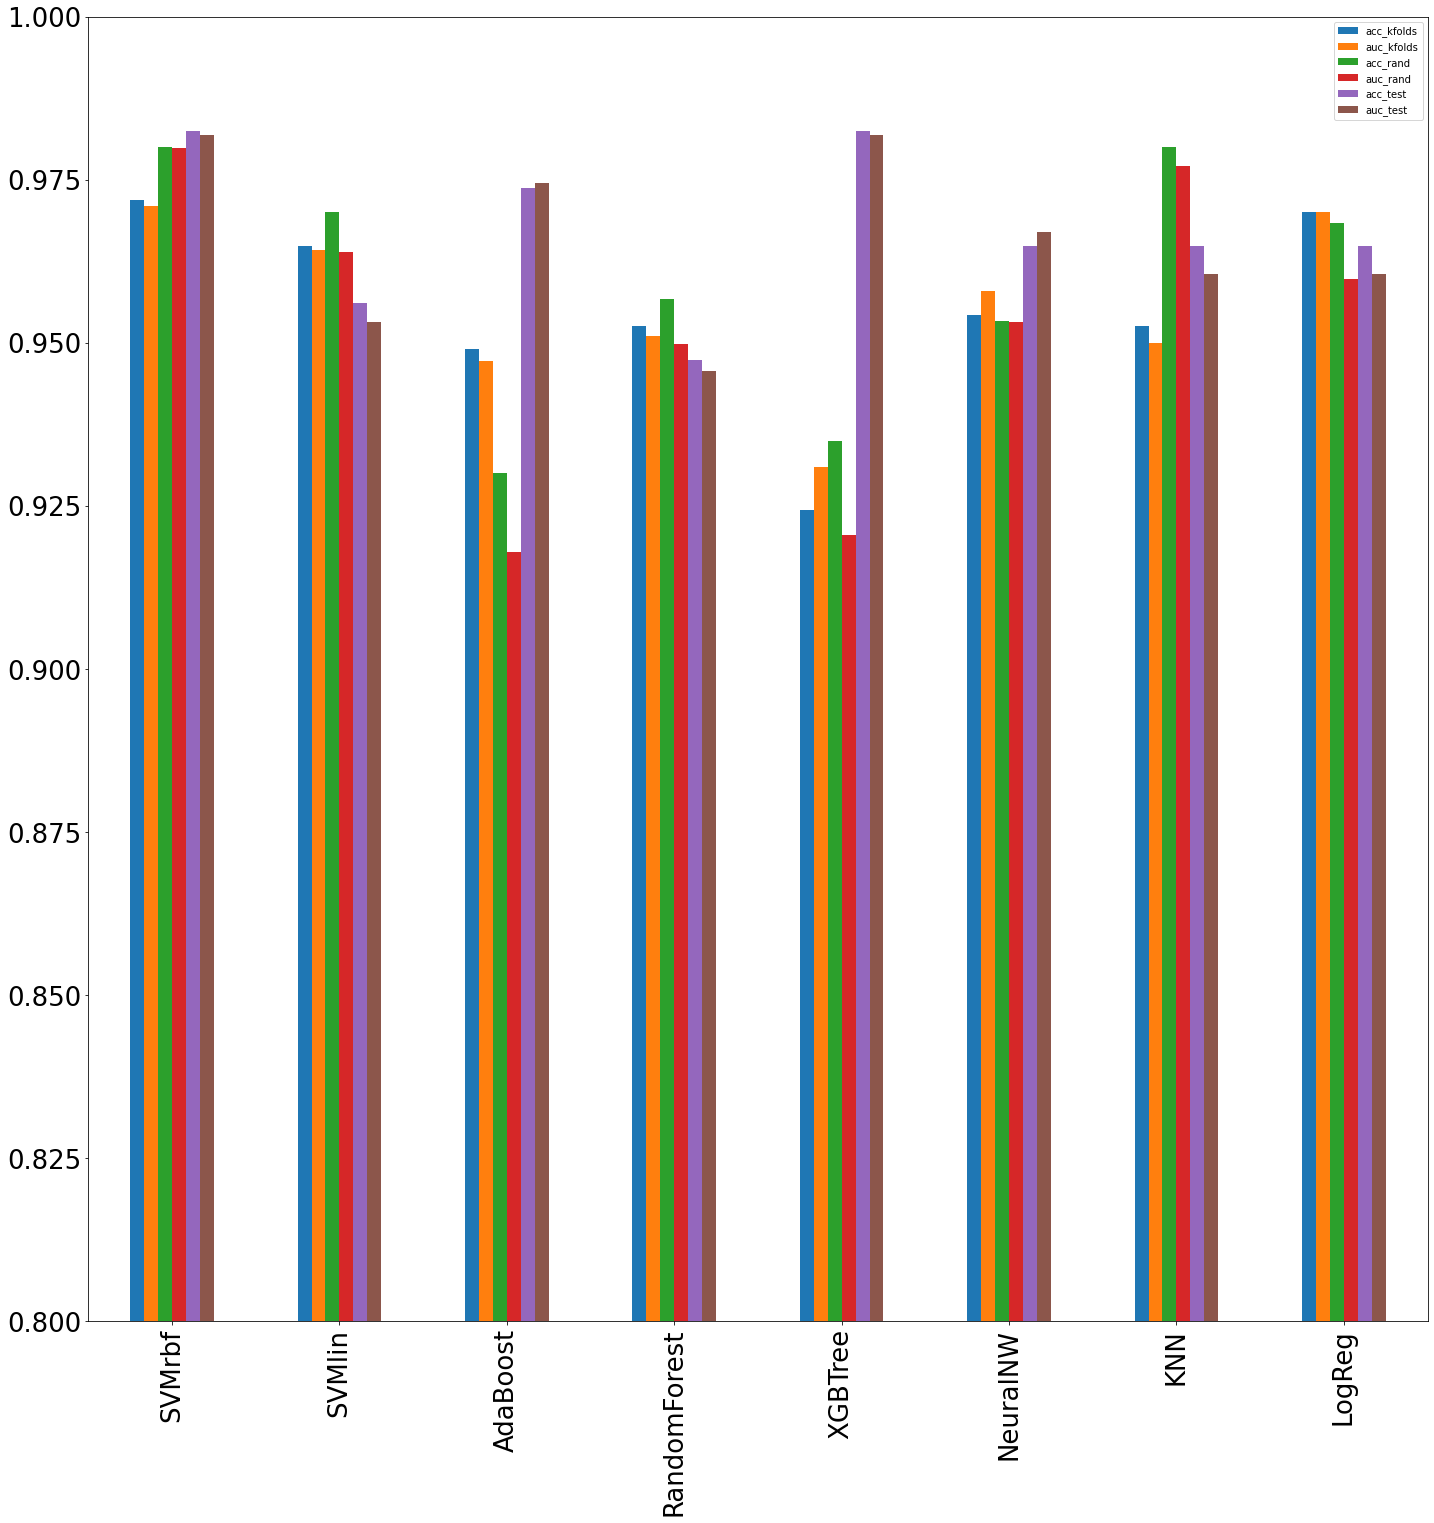 1.000
0.975
0.950
0.925
0.900
0.875
0.850
0.825
0.800
acc_kfolds
auc_kfolds
acc_rand
auc_rand
acc_test
auc_test
SVMrbf
SVMlin
AdaBoost
RandomForest
XGBTree
NeuralNW
KNN
LogReg